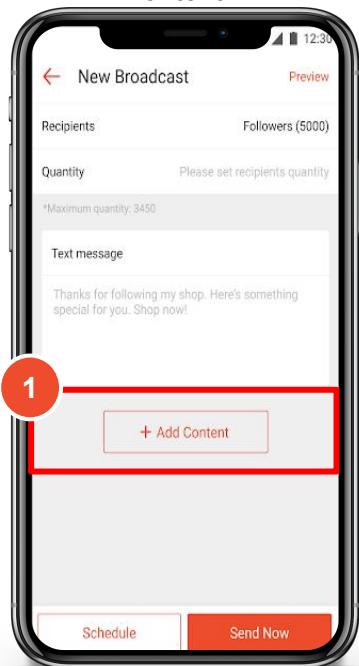 12:30
← New Broadcast Preview
Recipients Followers (5000)
Quantity Please set recipients quantity
*Maximum quantity: 3450
Text message
Thanks for following my shop. Here's something
special for you. Shop now!
1
+ Add Content
Schedule Send Now